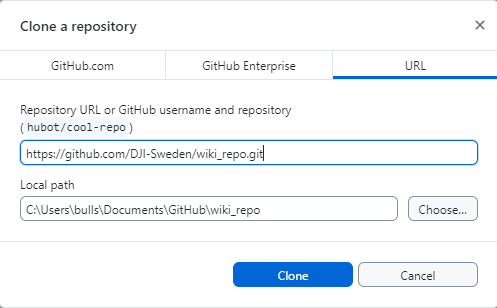 Clone a repository
GitHub.com
GitHub Enterprise
URL
Repository URL or GitHub username and repository
(hubot/cool-repo)
https://github.com/DJI-Sweden/wiki_repo.git
Local path
C:\Users\bulls\Documents\GitHub\wiki_repo
Choose...
Clone
Cancel